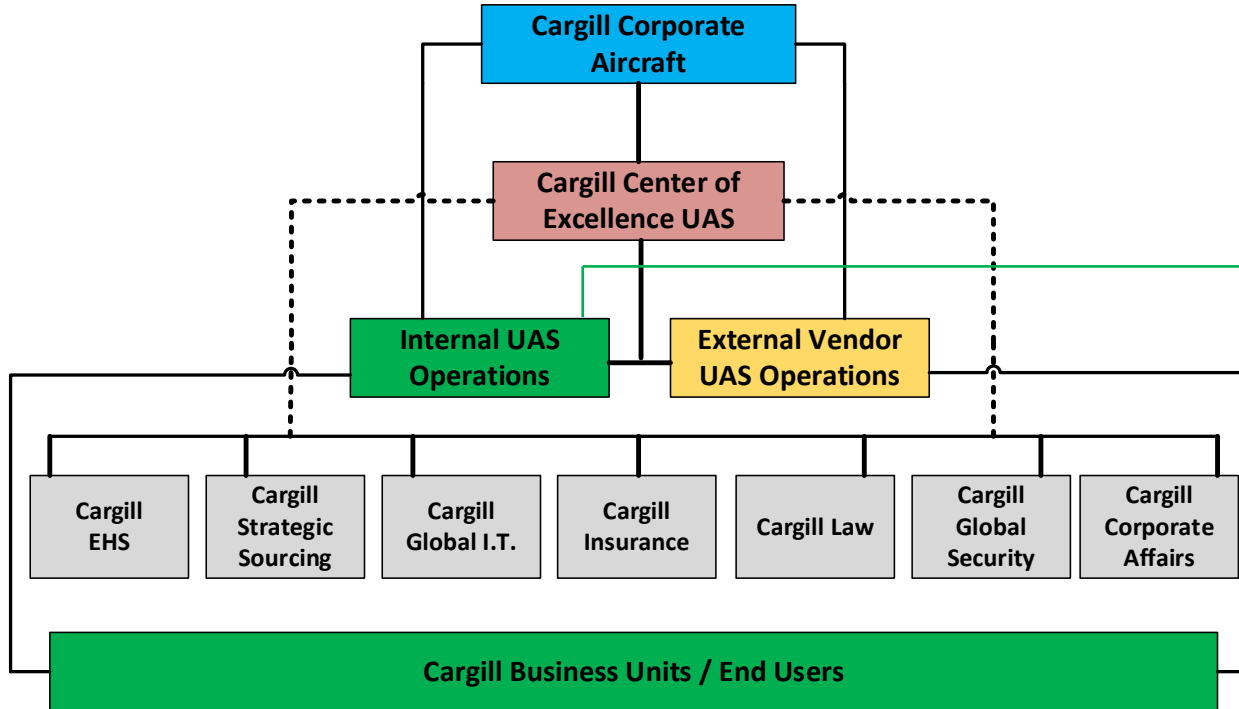 Cargill Corporate
Aircraft
Cargill Center of
Excellence UAS
Internal UAS
Operations
External Vendor
UAS Operations
Cargill
EHS
Cargill
Strategic
Sourcing
Cargill
Global I.T.
Cargill
Insurance
Cargill Law
Cargill
Global
Security
Cargill
Corporate
Affairs
Cargill Business Units / End Users